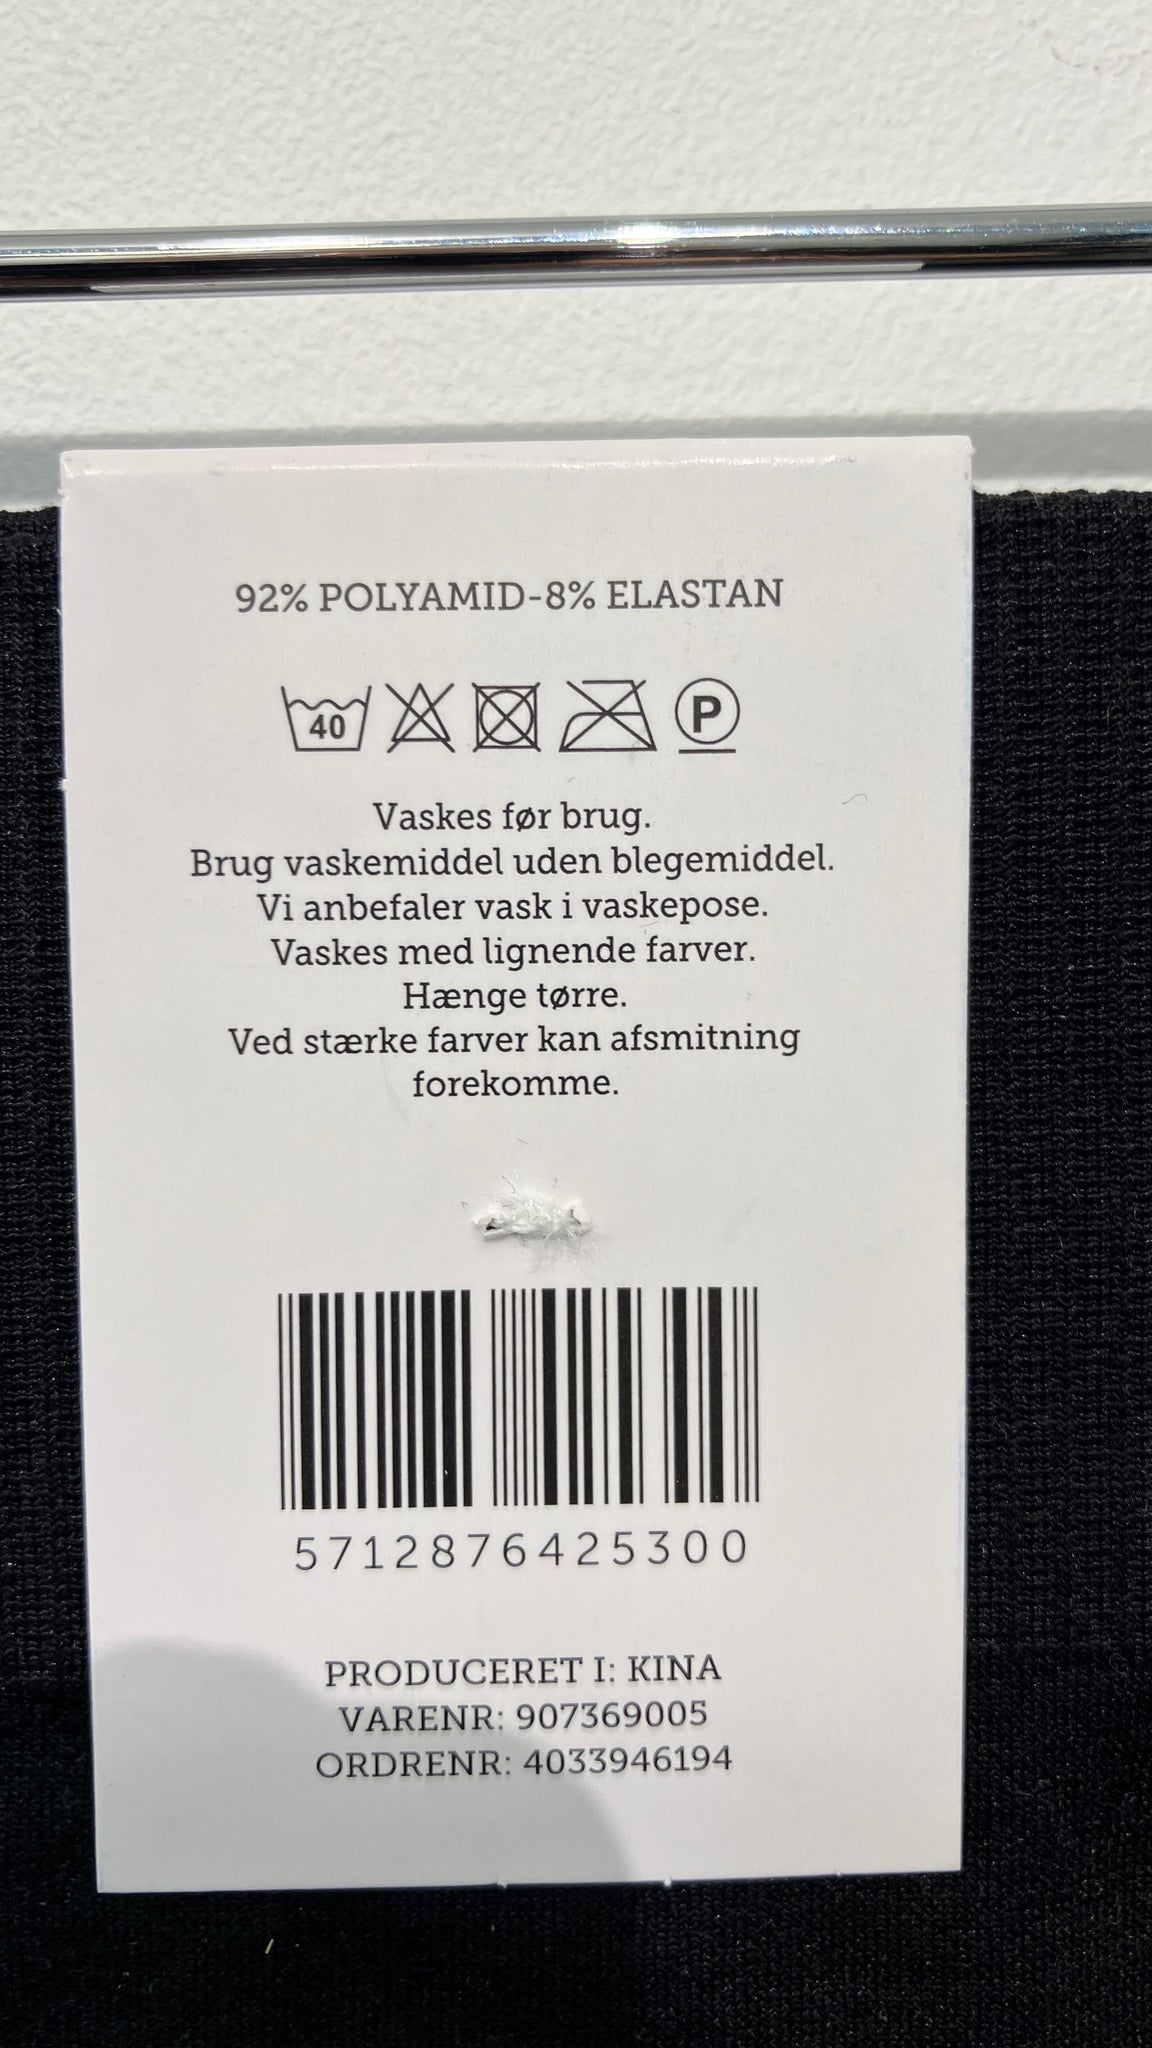 92% POLYAMID-8% ELASTAN
40 P
Vaskes før brug.
Brug vaskemiddel uden blegemiddel.
Vi anbefaler vask i vaskepose.
Vaskes med lignende farver.
Hænge tørre.
Ved stærke farver kan afsmitning
forekomme.
5712876425300
PRODUCERET I: KINA
VARENR: 907369005
ORDRENR: 4033946194